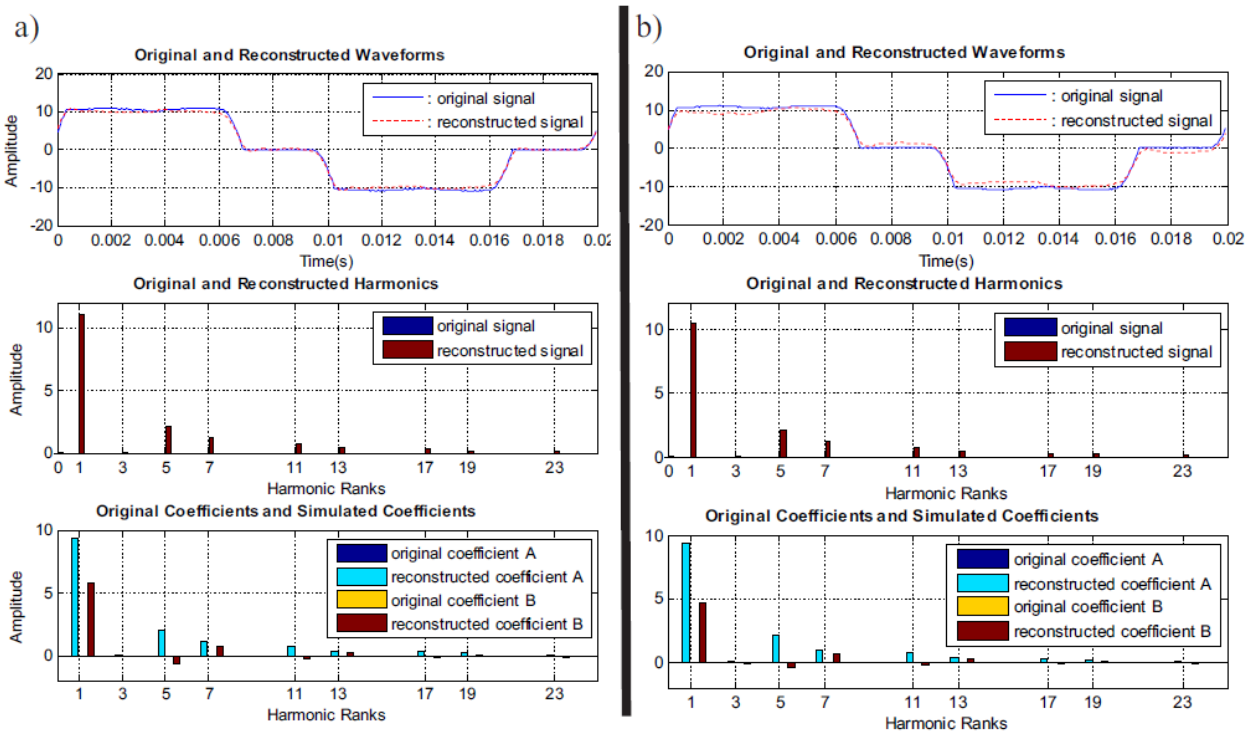 a)
Original and Reconstructed Waveforms
Amplitude
20
10
0
-10
-20
: original signal
: reconstructed signal
0 0.002 0.004 0.006 0.008 0.01 0.012 0.014 0.016 0.018 0.02
Time(s)
Original and Reconstructed Harmonics
Amplitude
10
5
0
original signal
reconstructed signal
0 1 3 5 7 11 13 17 19 23
Harmonic Ranks
Original Coefficients and Simulated Coefficients
Amplitude
10
5
0
original coefficient A
reconstructed coefficient A
original coefficient B
reconstructed coefficient B
1 3 5 7 11 13 17 19 23
Harmonic Ranks
b)
Original and Reconstructed Waveforms
20
10
0
-10
-20
: original signal
: reconstructed signal
0 0.002 0.004 0.006 0.008 0.01 0.012 0.014 0.016 0.018 0.02
Time(s)
Original and Reconstructed Harmonics
10
5
0
original signal
reconstructed signal
0 1 3 5 7 11 13 17 19 23
Harmonic Ranks
Original Coefficients and Simulated Coefficients
10
5
0
original coefficient A
reconstructed coefficient A
original coefficient B
reconstructed coefficient B
1 3 5 7 11 13 17 19 23
Harmonic Ranks